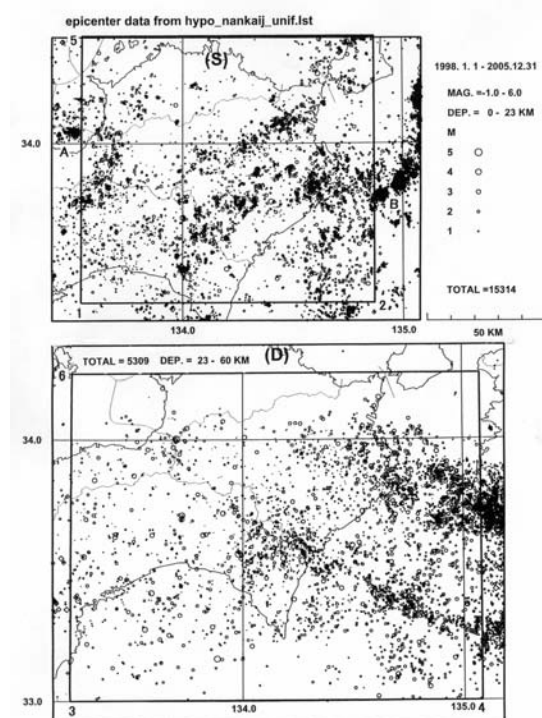 epicenter data from hypo_nankaij_unif.lst
5
(S)
1998. 1. 1 - 2005.12.31
MAG. =-1.0 - 6.0
DEP. = 0 - 23 KM
M
5
4
3
2
1
34.0
A
B
TOTAL =15314
1
2
134.0
135.0
50 KM
(D)
TOTAL = 5309 DEP. = 23 - 60 KM
6
34.0
33.0
3
134.0
135.0
4